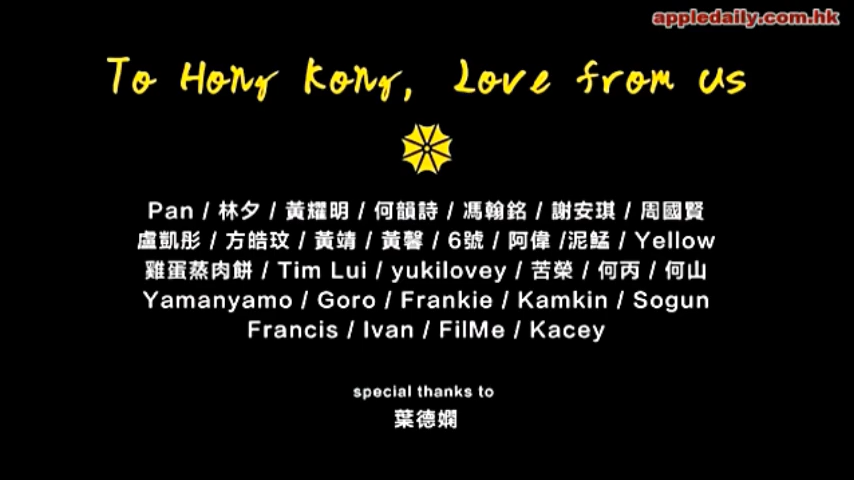 appledaily.com.hk
To Hong Kong, Love from us
Pan / 林夕 / 黃耀明 / 何韻詩 / 馮翰銘 / 謝安琪 / 周國賢
盧凱彤 / 方皓玟 / 黃靖 / 黃馨 / 6號 / 阿偉 /泥鯭 / Yellow
雞蛋蒸肉餅 / Tim Lui / yukilovey / 苦榮 / 何丙 / 何山
Yamanyamo / Goro / Frankie / Kamkin / Sogun
Francis / Ivan / FilMe / Kacey
special thanks to
葉德嫻